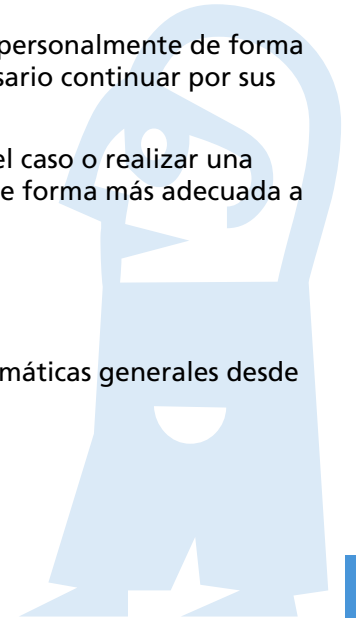 personalmente de forma
sario continuar por sus
el caso o realizar una
e forma más adecuada a
máticas generales desde